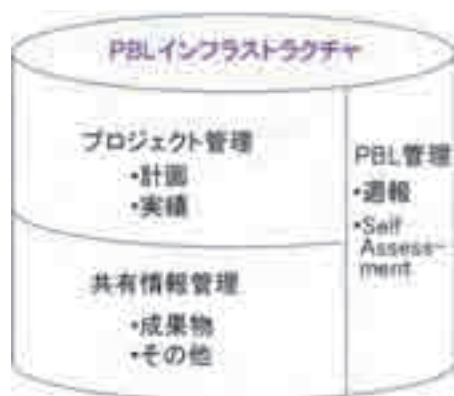 PBLインフラストラクチャ
プロジェクト管理
・計画
・実績
共有情報管理
・成果物
・その他
PBL管理
・週報
・Self
Assess-
ment